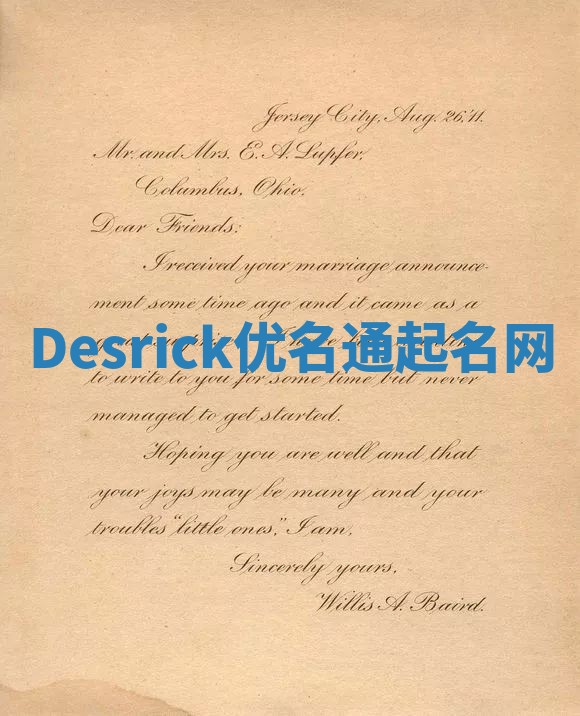 Jersey City, Aug. 26,'11.
Mr. and Mrs. E. A. Lupfer,
Columbus, Ohio.
Dear Friends:
I received your marriage announce-
ment some time ago and it came as a
Desrick优名通起名网
to write to you for some time but never
managed to get started.
Hoping you are well and that
your joys may be many and your
troubles "little ones," I am,
Sincerely yours,
Willis A. Baird.